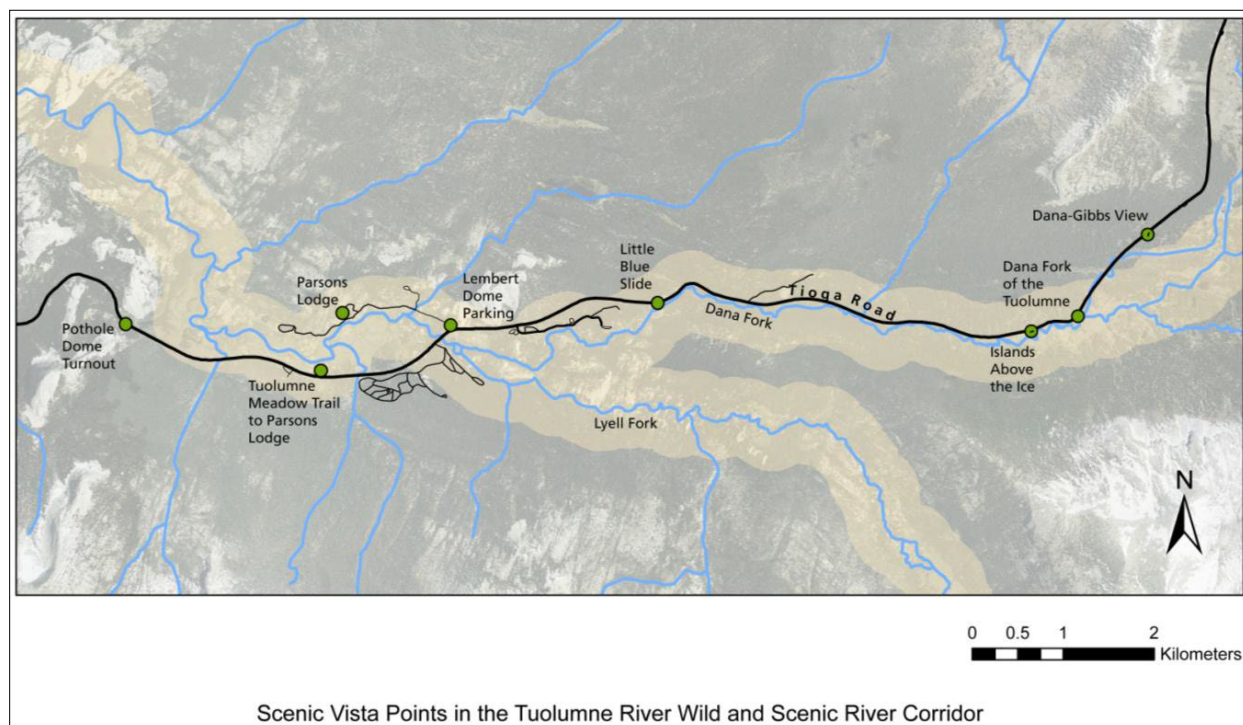 Dana-Gibbs View
Little
Blue
Slide
Dana Fork
of the
Tuolumne
Parsons
Lodge
Lembert
Dome
Parking
Tioga Road
Dana Fork
Pothole
Dome
Turnout
Islands
Above
the Ice
Tuolumne
Meadow Trail
to Parsons
Lodge
Lyell Fork
N
0 0.5 1 2
Kilometers
Scenic Vista Points in the Tuolumne River Wild and Scenic River Corridor